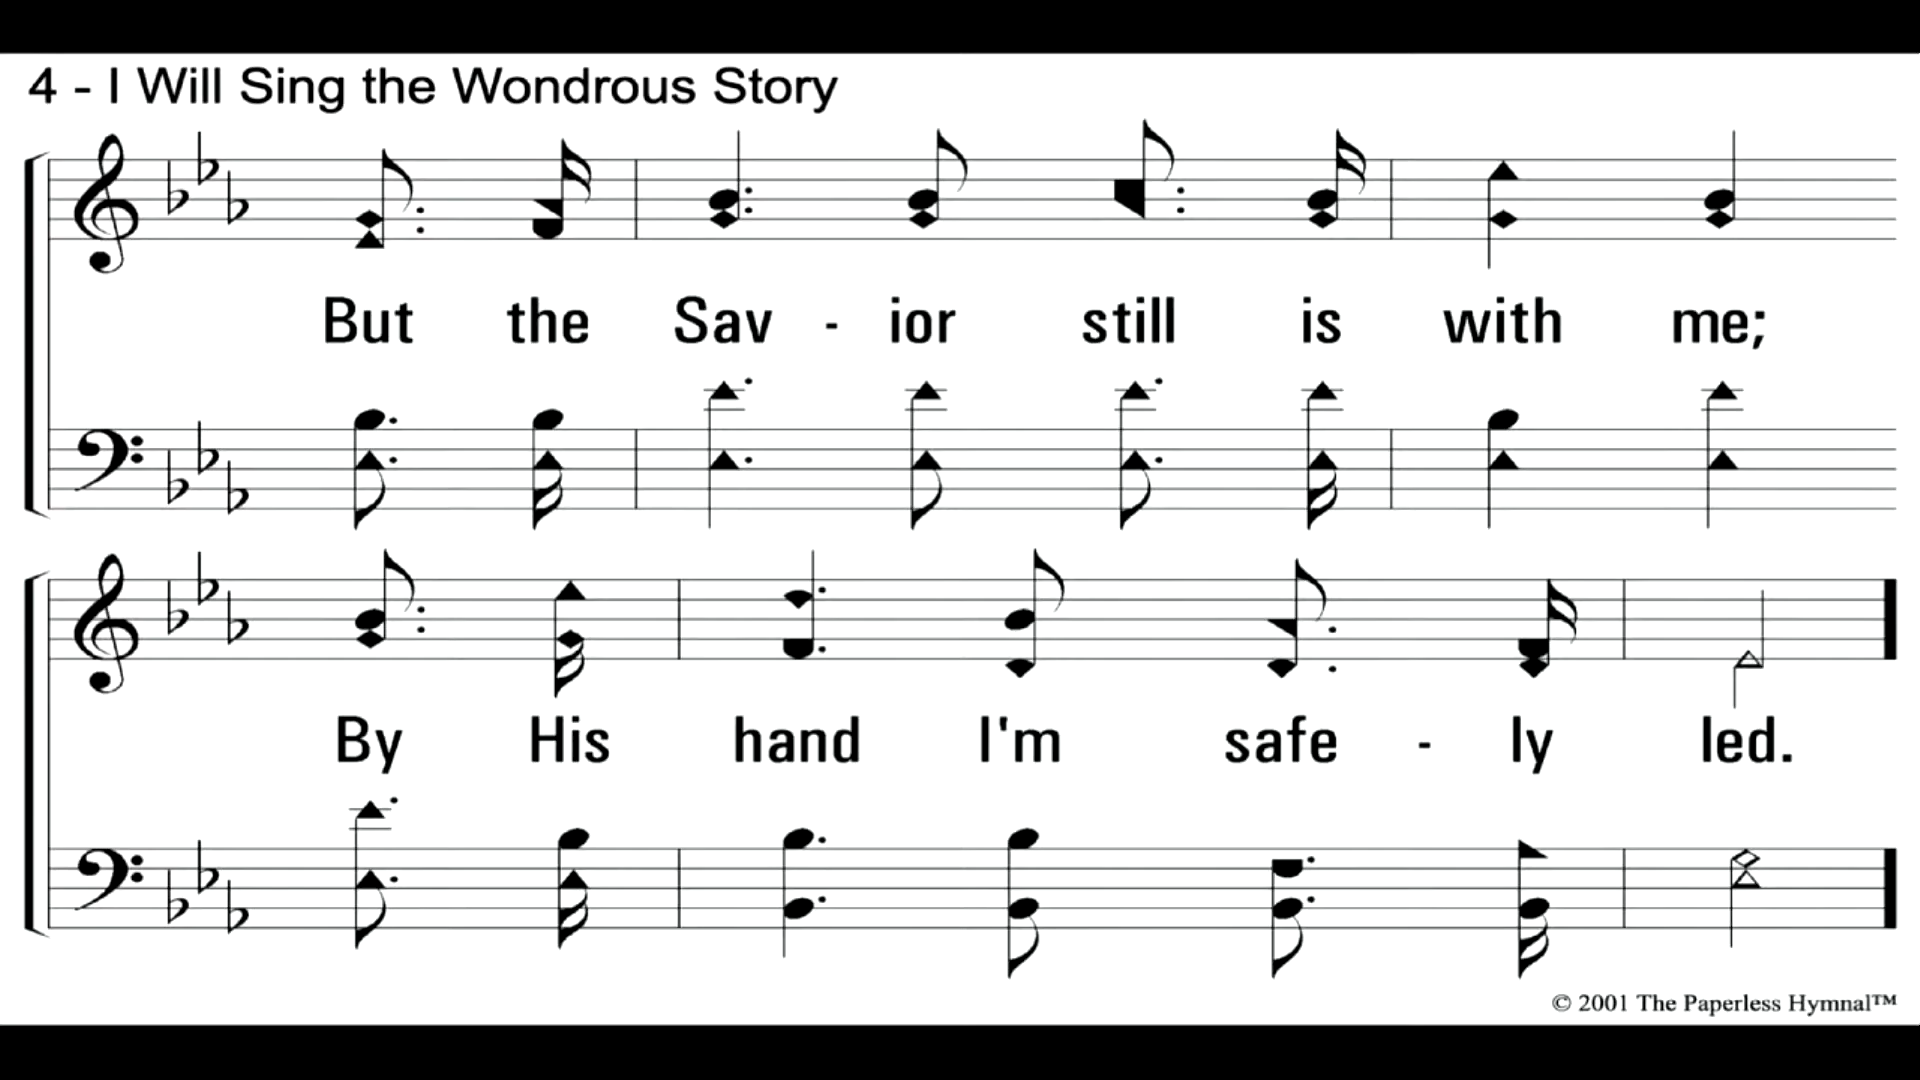 4 - I Will Sing the Wondrous Story
But the Sav - ior still is with me;
By His hand I'm safe - ly led.
© 2001 The Paperless Hymnal™